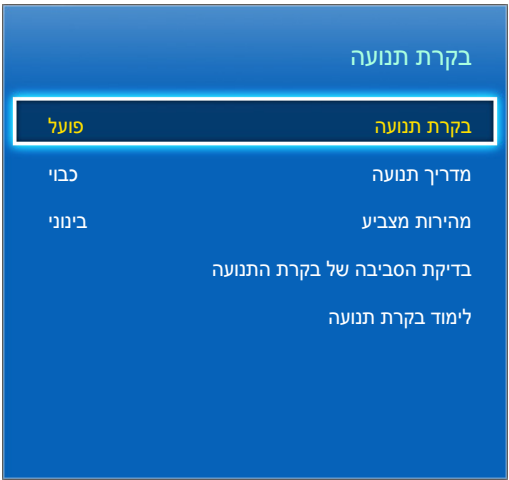 בקרת תנועה
בקרת תנועה פועל
מדריך תנועה כבוי
מהירות מצביע בינוני
בדיקת הסביבה של בקרת התנועה
לימוד בקרת תנועה